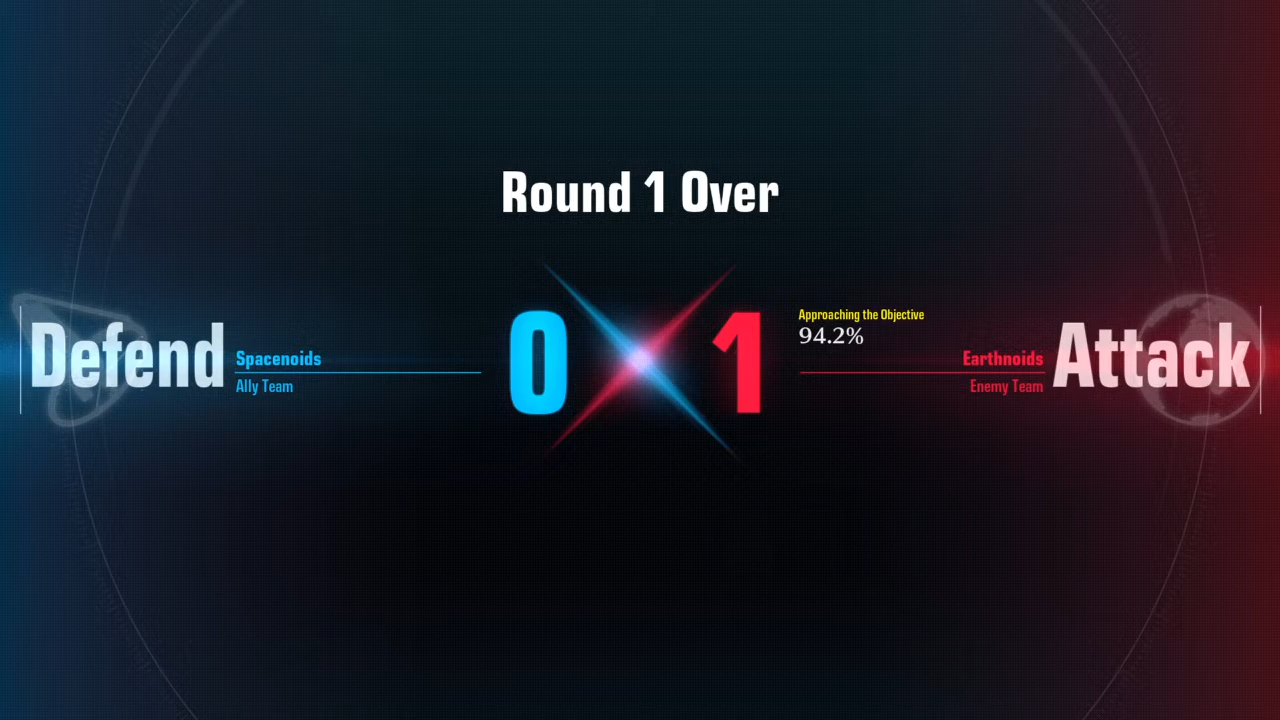 Round 1 Over
Defend
Spacenoids
Ally Team
0
1
Approaching the Objective
94.2%
Earthnoids
Enemy Team
Attack